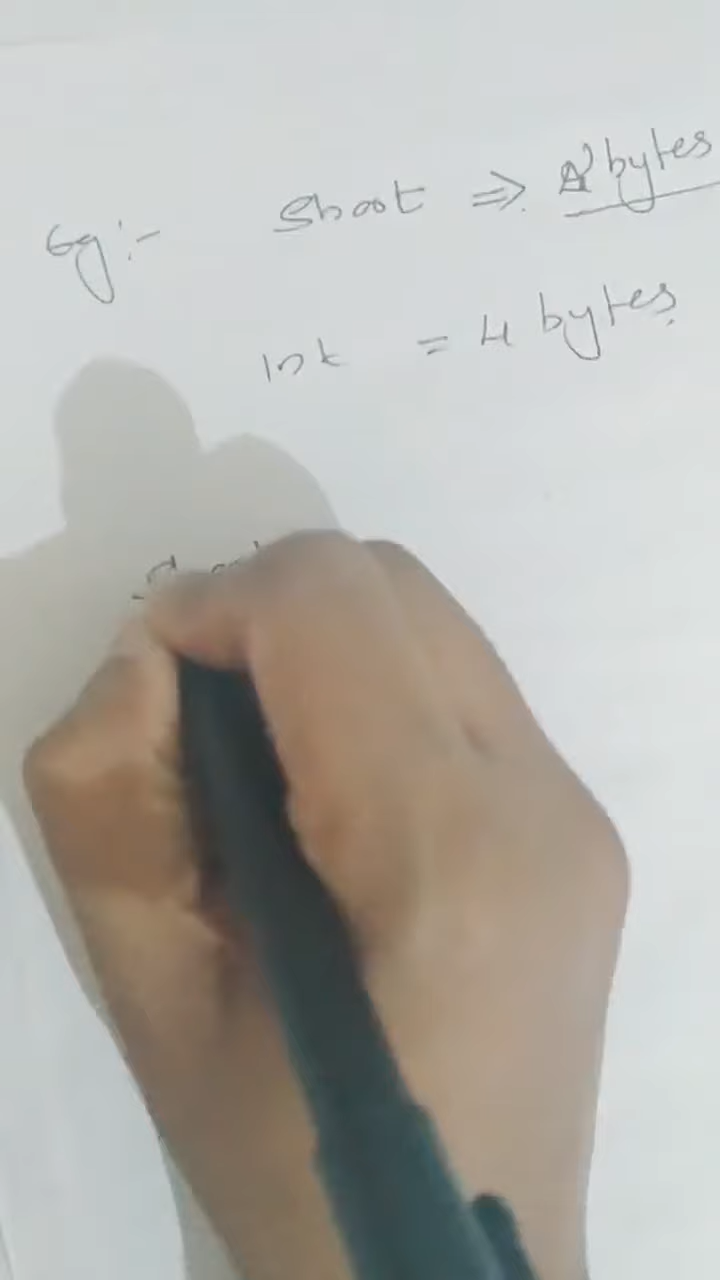 Eg:- Short => 2 bytes
Int = 4 bytes